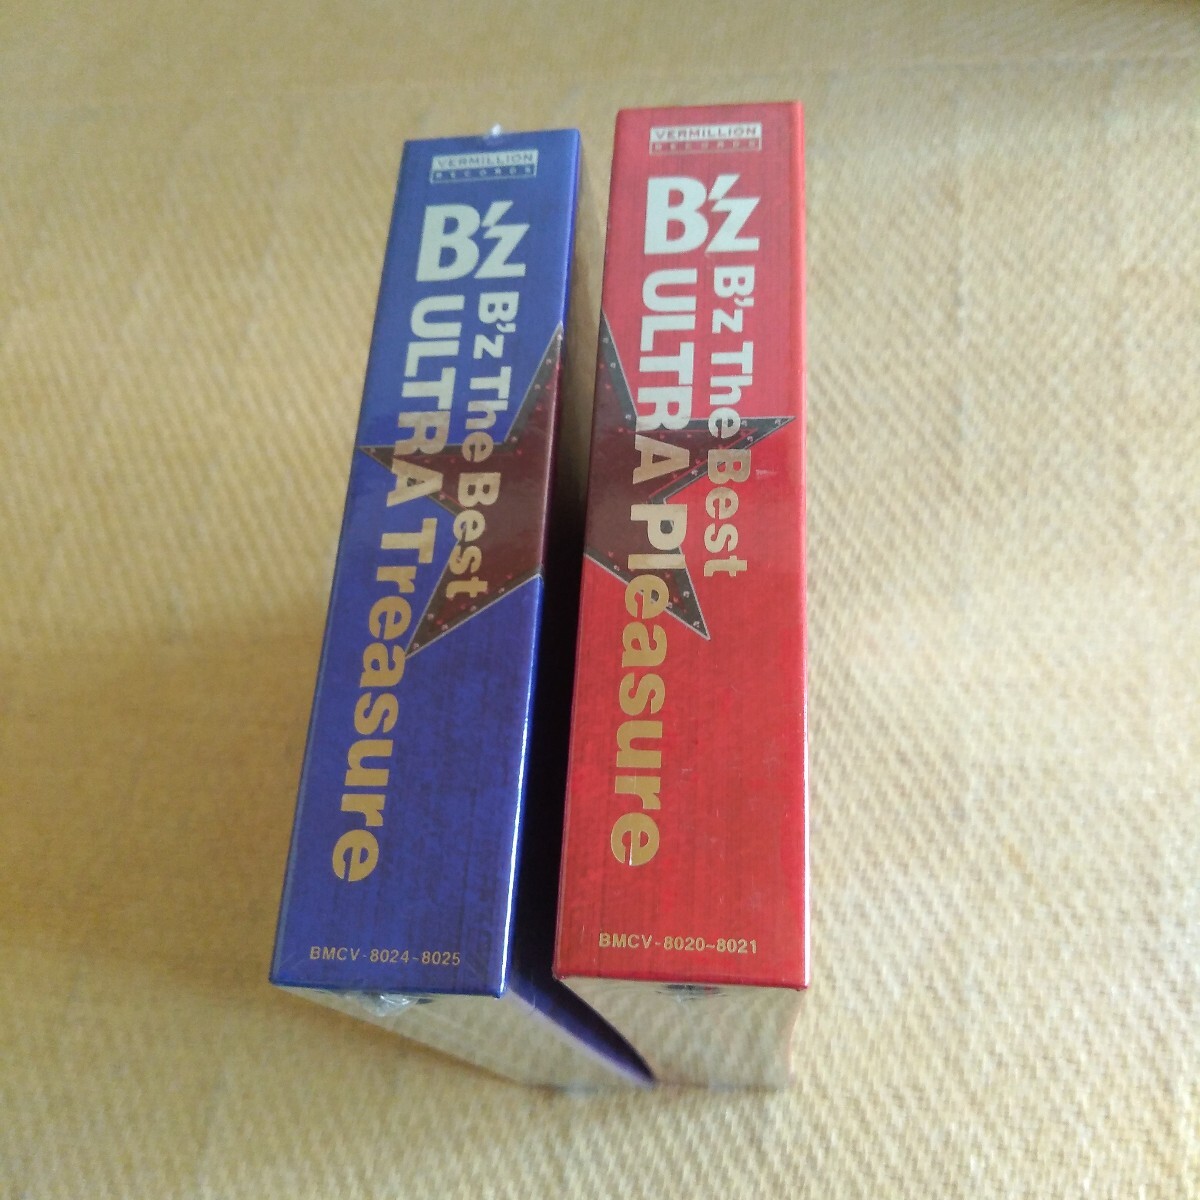 VERMILLION
RECORDS
B'z
B'z The Best
ULTRA Treasure
BMCV-8024~8025
VERMILLION
RECORDS
B'z
B'z The Best
ULTRA Pleasure
BMCV-8020~8021